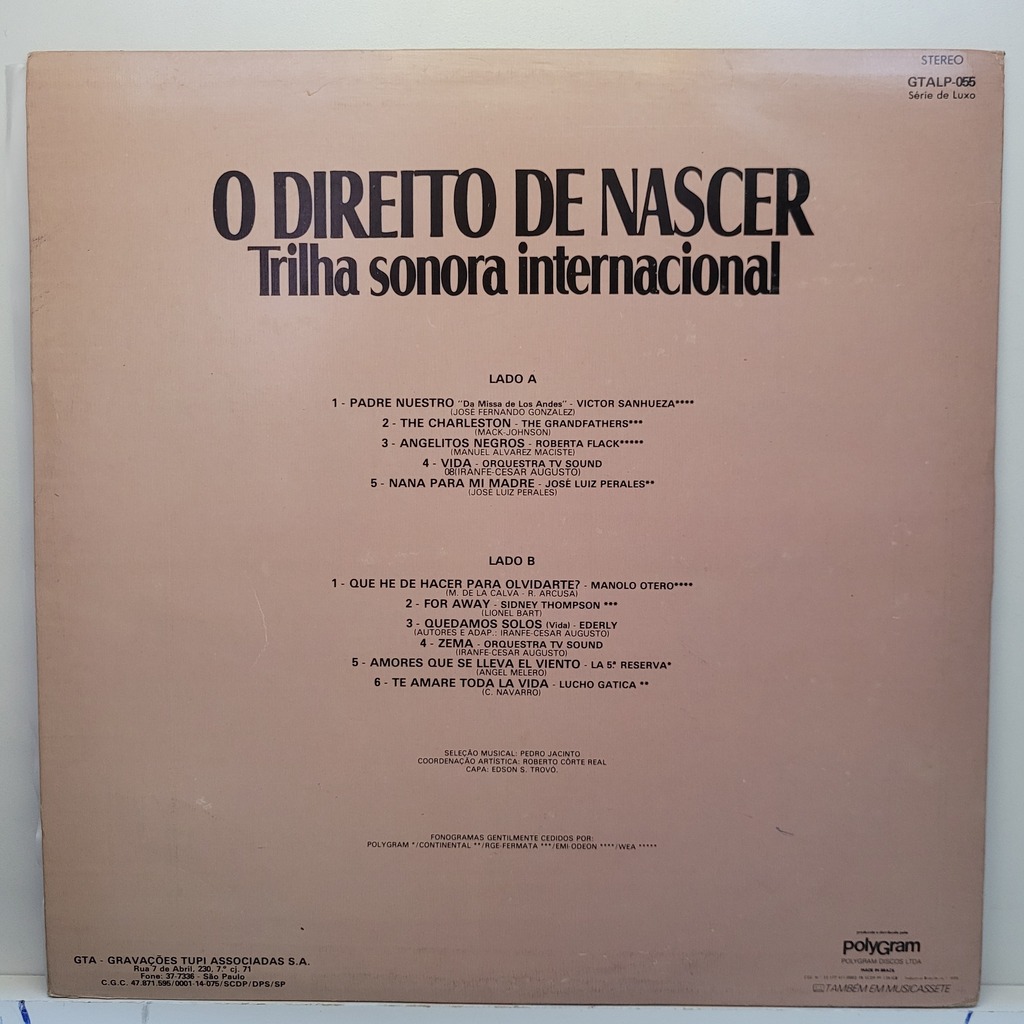 STEREO
GTALP-055
Série de Luxo
O DIREITO DE NASCER
Trilha sonora internacional
LADO A
1 - PADRE NUESTRO "Da Missa de Los Andes" - VICTOR SANHUEZA****
(JOSÉ FERNANDO GONZALEZ)
2 - THE CHARLESTON - THE GRANDFATHERS***
(MACK-JOHNSON)
3 - ANGELITOS NEGROS - ROBERTA FLACK*****
(MANUEL ALVAREZ MACISTE)
4 - VIDA - ORQUESTRA TV SOUND
08(IRANFE-CESAR AUGUSTO)
5 - NANA PARA MI MADRE - JOSÉ LUIZ PERALES**
(JOSÉ LUIZ PERALES)
LADO B
1 - QUE HE DE HACER PARA OLVIDARTE? - MANOLO OTERO****
(M. DE LA CALVA - R. ARCUSA)
2 - FOR AWAY - SIDNEY THOMPSON ***
(LIONEL BART)
3 - QUEDAMOS SOLOS (Vida) - EDERLY
(AUTORES E ADAP.: IRANFE-CESAR AUGUSTO)
4 - ZEMA - ORQUESTRA TV SOUND
(IRANFE-CESAR AUGUSTO)
5 - AMORES QUE SE LLEVA EL VIENTO - LA 5ª RESERVA*
(ANGEL MELERO)
6 - TE AMARE TODA LA VIDA - LUCHO GATICA **
(C. NAVARRO)
SELEÇÃO MUSICAL: PEDRO JACINTO
COORDENAÇÃO ARTÍSTICA: ROBERTO CÔRTE REAL
CAPA: EDSON S. TROVO.
FONOGRAMAS GENTILMENTE CEDIDOS POR:
POLYGRAM */CONTINENTAL **/RGE-FERMATA ***/EMI-ODEON ****/WEA *****
GTA - GRAVAÇÕES TUPI ASSOCIADAS S.A.
Rua 7 de Abril, 230, 7.º cj. 71
Fone: 37-7336 - São Paulo
C.G.C. 47.871.595/0001-14-075/SCDP/DPS/SP
produzido e distribuído pela
polyGram
POLYGRAM DISCOS LTDA
MADE IN BRAZIL
TAMBÉM EM MUSICASSETE